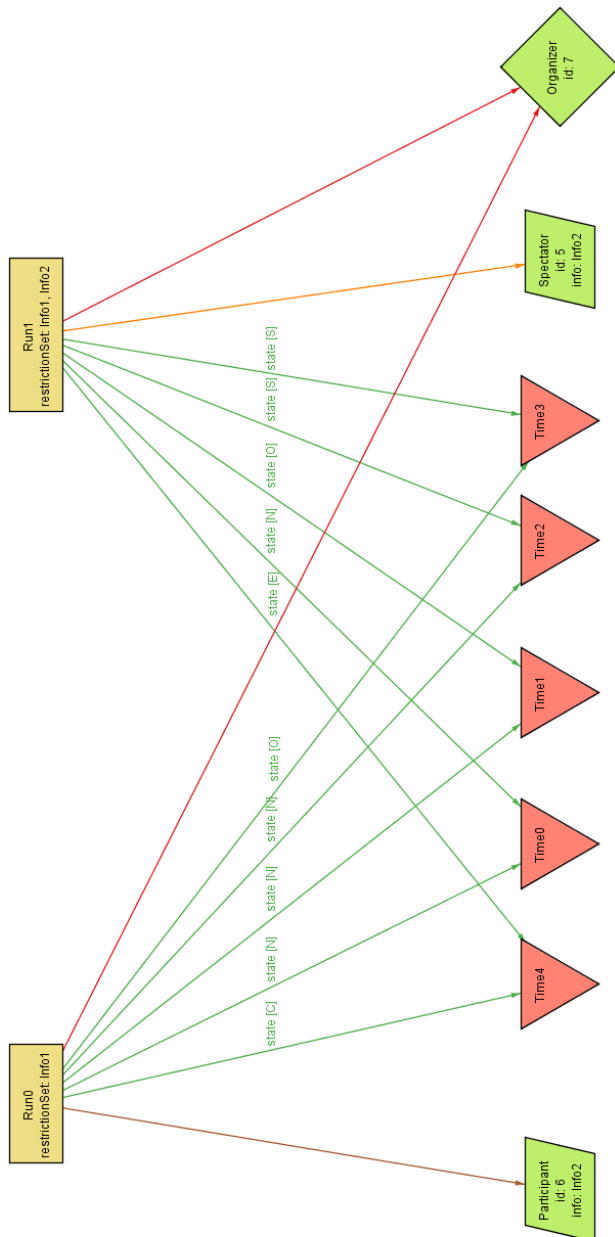 Run0
restrictionSet: Info1
Run1
restrictionSet: Info1, Info2
state [C]
state [N]
state [N]
state [N]
state [O]
state [E]
state [N]
state [O]
state [S]
state [S]
Participant
id: 6
info: Info2
Time4
Time0
Time1
Time2
Time3
Spectator
id: 5
info: Info2
Organizer
id: 7